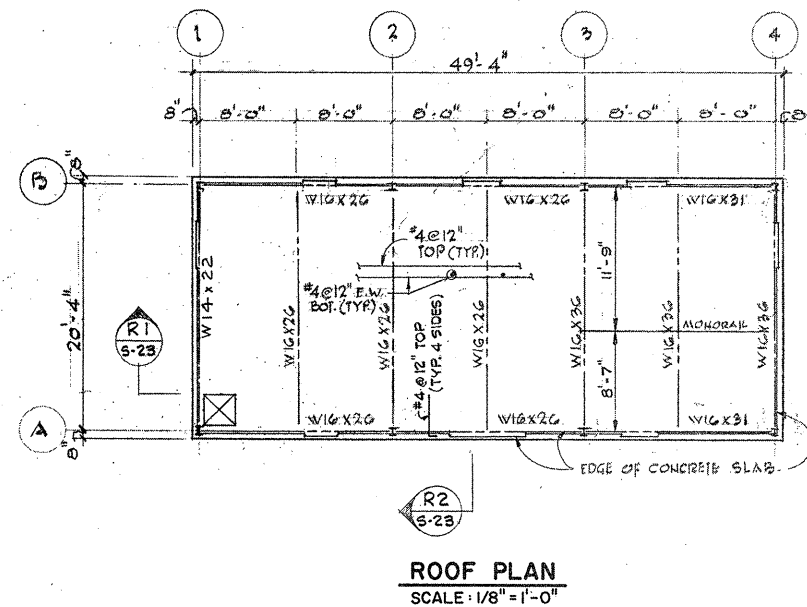 1 2 3 4
49'-4"
8" 8'-0" 8'-0" 8'-0" 8'-0" 8'-0" 8'-0" 8"
B
8"
W16X26 W16X26 W16X31
#4@12"
TOP (TYP.)
#4@12" E.W.
BOT. (TYP.)
W14X22
W16X26
W16X26
#4@12" TOP
(TYP. 4 SIDES)
W16X26
W16X36
W16X36
W16X36
11'-9"
MONORAIL
8'-7"
20'-4"
R1
S-23
W16X26 W16X26 W16X31
A
8"
EDGE OF CONCRETE SLAB
R2
S-23
ROOF PLAN
SCALE: 1/8" = 1'-0"